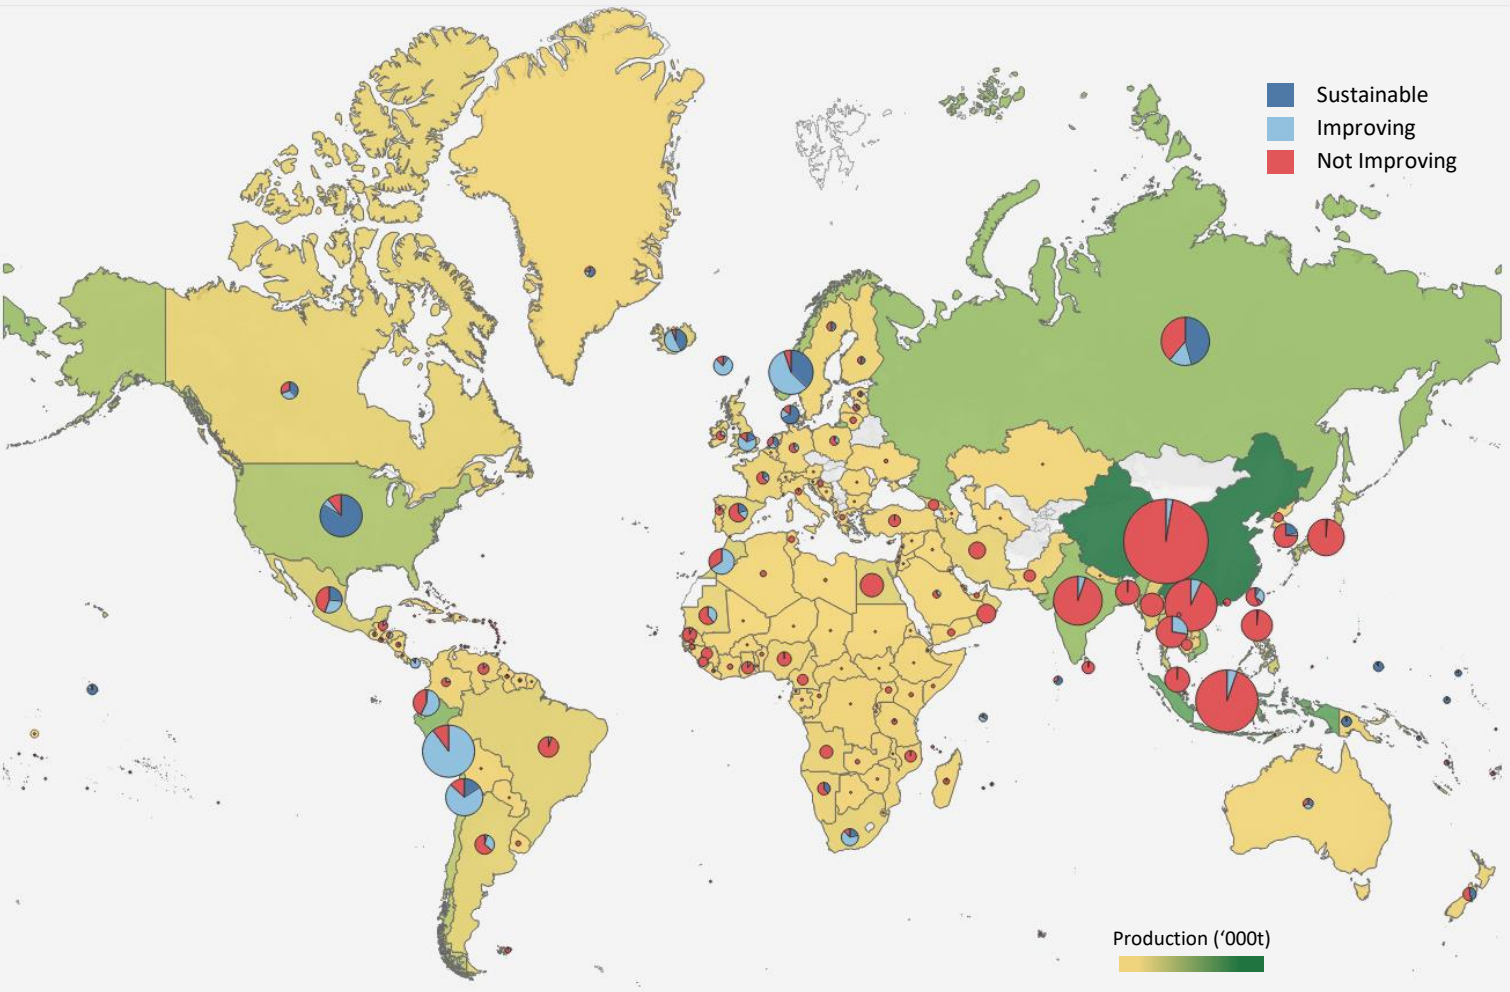 Sustainable
Improving
Not Improving
Production (‘000t)